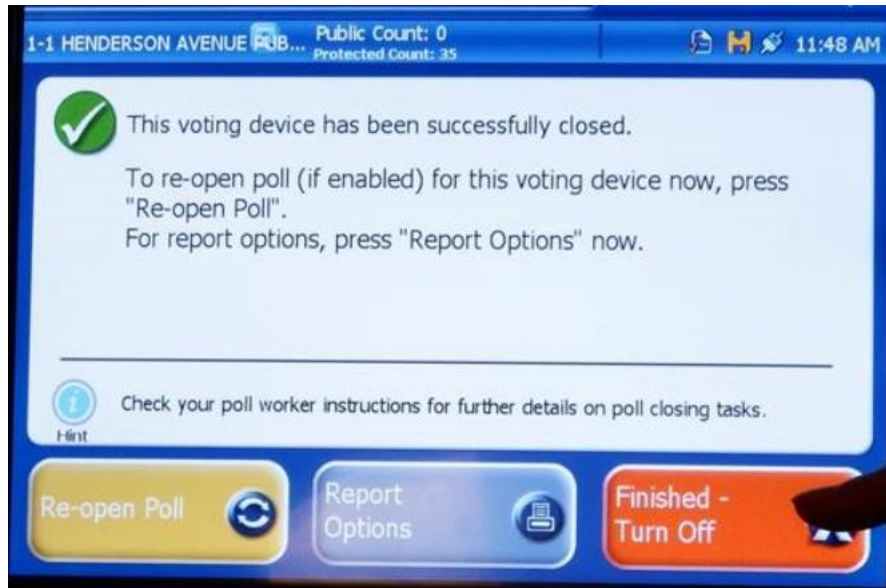 1-1 HENDERSON AVENUE PUB...
Public Count: 0
Protected Count: 35
11:48 AM
This voting device has been successfully closed.
To re-open poll (if enabled) for this voting device now, press
"Re-open Poll".
For report options, press "Report Options" now.
Hint
Check your poll worker instructions for further details on poll closing tasks.
Re-open Poll
Report
Options
Finished -
Turn Off